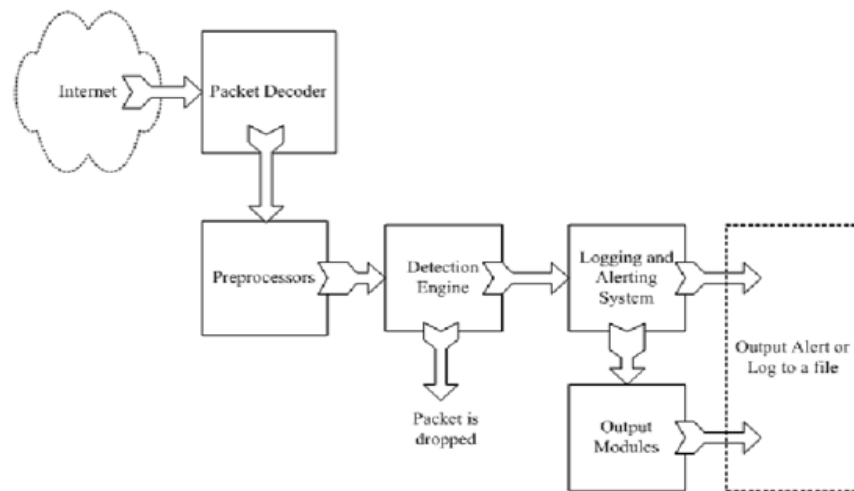 Internet
Packet Decoder
Preprocessors
Detection
Engine
Logging and
Alerting
System
Packet is
dropped
Output
Modules
Output Alert or
Log to a file